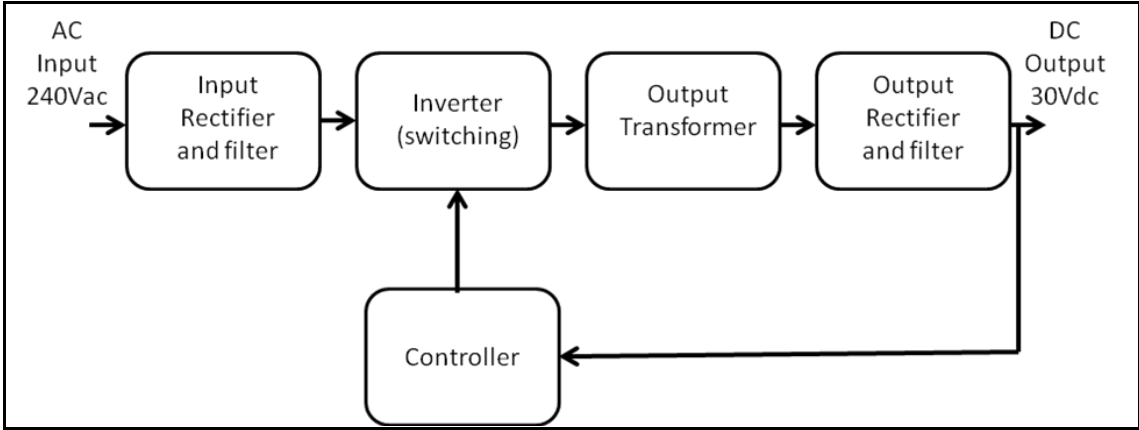 AC
Input
240Vac
Input
Rectifier
and filter
Inverter
(switching)
Output
Transformer
Output
Rectifier
and filter
DC
Output
30Vdc
Controller